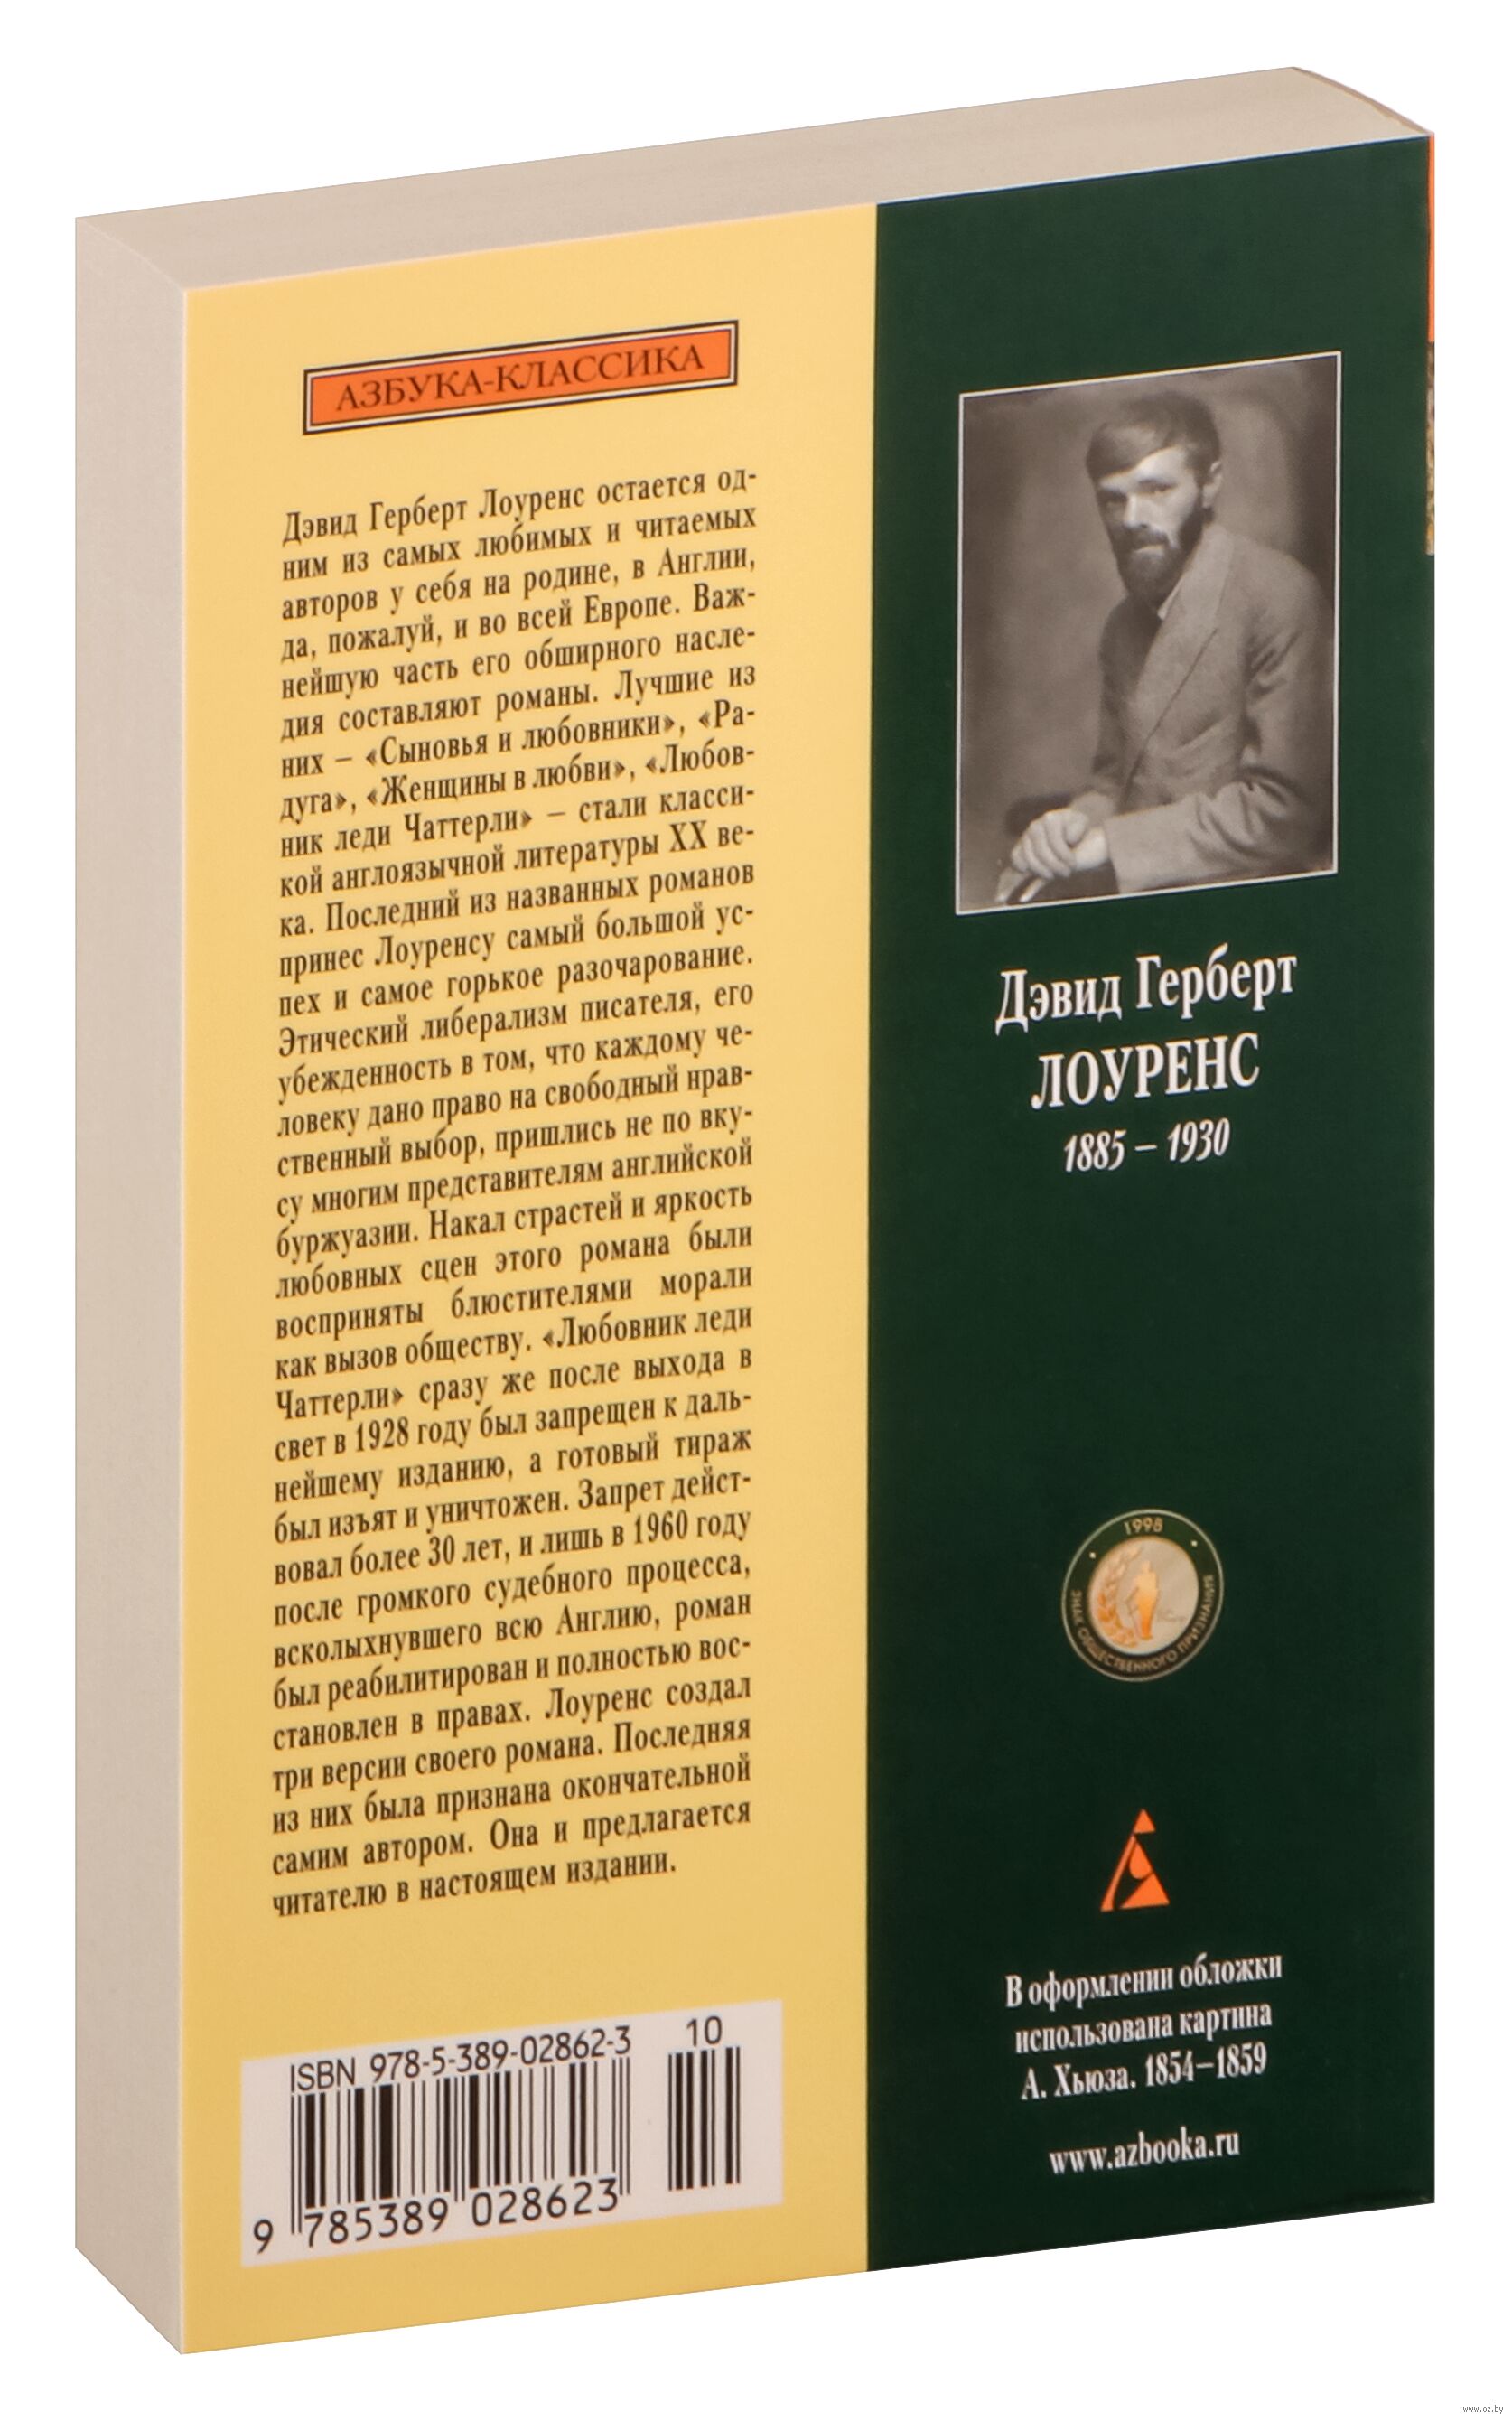 АЗБУКА-КЛАССИКА
Дэвид Герберт Лоуренс остается од-
ним из самых любимых и читаемых
авторов у себя на родине, в Англии,
да, пожалуй, и во всей Европе. Важ-
нейшую часть его обширного насле-
дия составляют романы. Лучшие из
них – «Сыновья и любовники», «Ра-
дуга», «Женщины в любви», «Любов-
ник леди Чаттерли» – стали класси-
кой англоязычной литературы XX ве-
ка. Последний из названных романов
принес Лоуренсу самый большой ус-
пех и самое горькое разочарование.
Этический либерализм писателя, его
убежденность в том, что каждому че-
ловеку дано право на свободный нрав-
ственный выбор, пришлись не по вку-
су многим представителям английской
буржуазии. Накал страстей и яркость
любовных сцен этого романа были
восприняты блюстителями морали
как вызов обществу. «Любовник леди
Чаттерли» сразу же после выхода в
свет в 1928 году был запрещен к даль-
нейшему изданию, а готовый тираж
был изъят и уничтожен. Запрет дейст-
вовал более 30 лет, и лишь в 1960 году
после громкого судебного процесса,
всколыхнувшего всю Англию, роман
был реабилитирован и полностью вос-
становлен в правах. Лоуренс создал
три версии своего романа. Последняя
из них была признана окончательной
самим автором. Она и предлагается
читателю в настоящем издании.
ISBN 978-5-389-02862-3
10
9 785389 028623
Дэвид Герберт
ЛОУРЕНС
1885 – 1930
1998
ЗНАК ОБЩЕСТВЕННОГО ПРИЗНАНИЯ
В оформлении обложки
использована картина
А. Хьюза. 1854–1859
www.azbooka.ru
www.oz.by